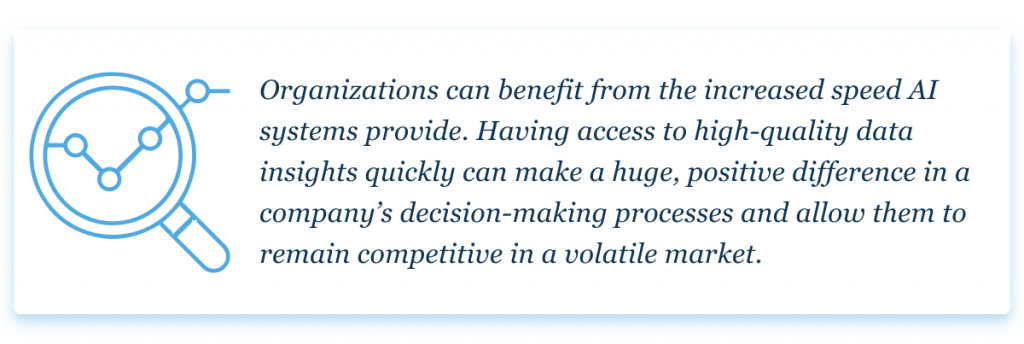 Organizations can benefit from the increased speed AI
systems provide. Having access to high-quality data
insights quickly can make a huge, positive difference in a
company’s decision-making processes and allow them to
remain competitive in a volatile market.